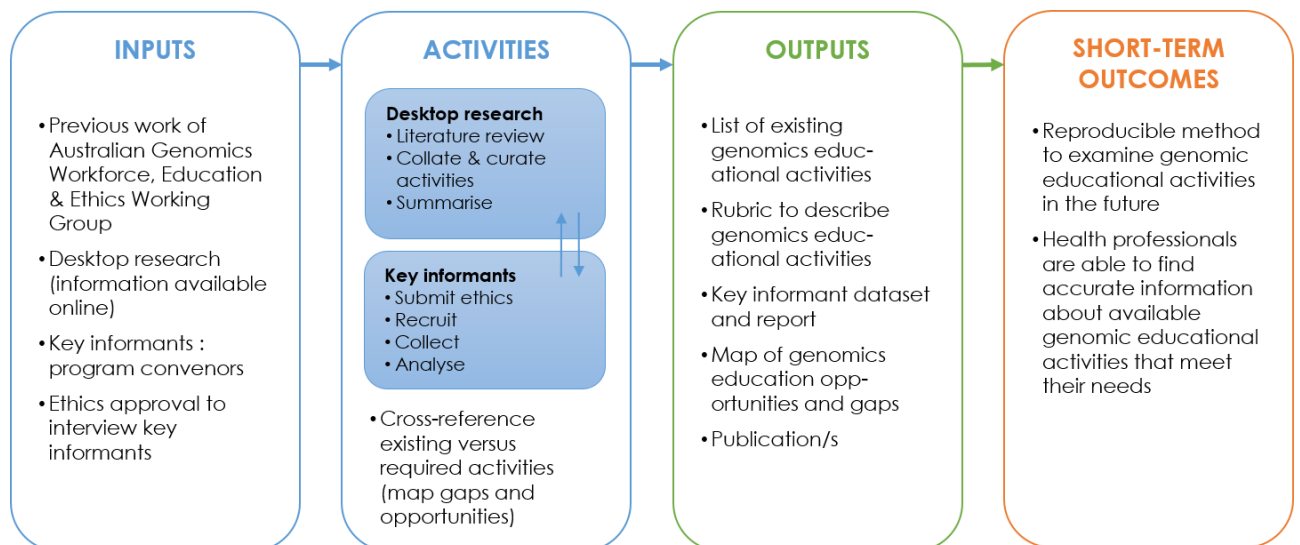 INPUTS
• Previous work of
Australian Genomics
Workforce, Education
& Ethics Working
Group
• Desktop research
(information available
online)
• Key informants :
program convenors
• Ethics approval to
interview key
informants
ACTIVITIES
Desktop research
• Literature review
• Collate & curate
activities
• Summarise
Key informants
• Submit ethics
• Recruit
• Collect
• Analyse
• Cross-reference
existing versus
required activities
(map gaps and
opportunities)
OUTPUTS
• List of existing
genomics educ-
ational activities
• Rubric to describe
genomics educ-
ational activities
• Key informant dataset
and report
• Map of genomics
education opp-
ortunities and gaps
• Publication/s
SHORT-TERM
OUTCOMES
• Reproducible method
to examine genomic
educational activities
in the future
• Health professionals
are able to find
accurate information
about available
genomic educational
activities that meet
their needs